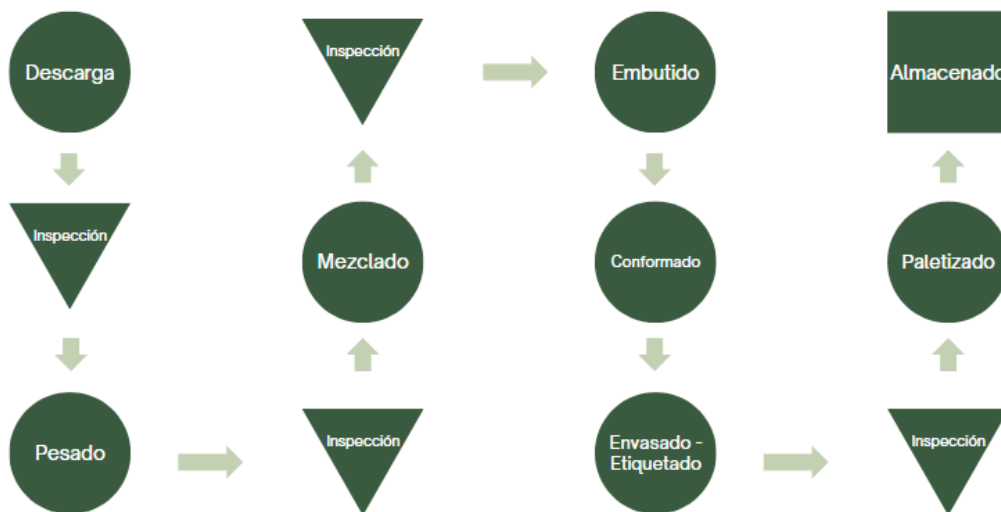 Descarga
Inspección
Pesado
Inspección
Mezclado
Inspección
Embutido
Conformado
Envasado -
Etiquetado
Inspección
Paletizado
Almacenado